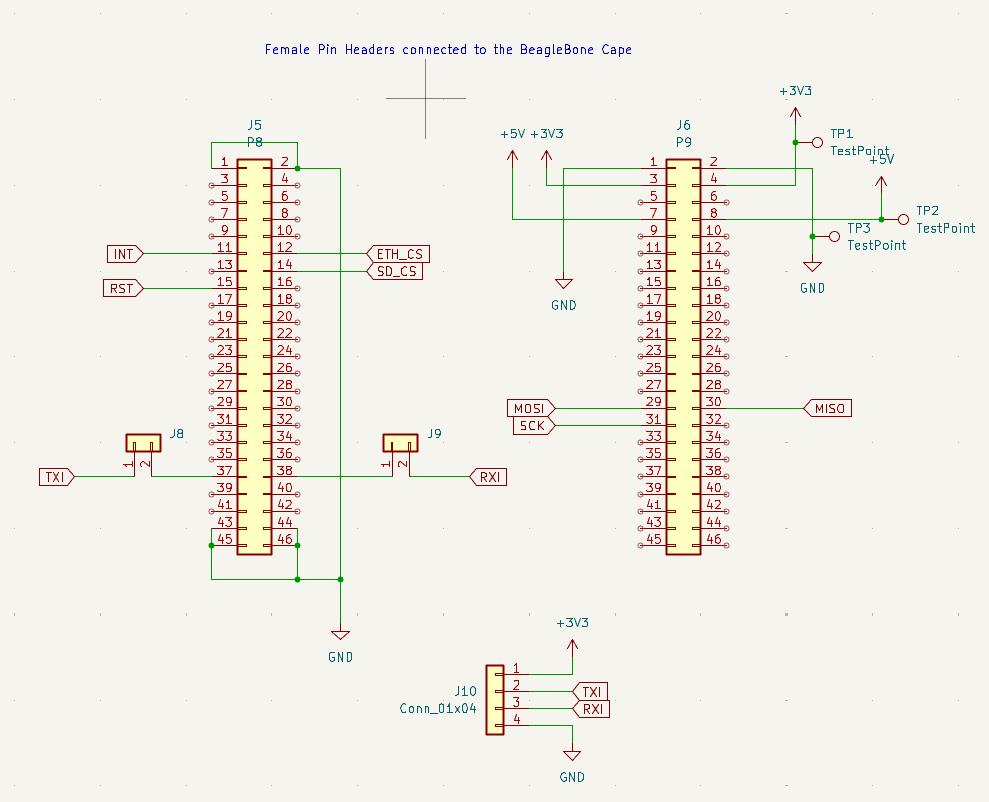 Female Pin Headers connected to the BeagleBone Cape
J5
P8
1 2
3 4
5 6
7 8
9 10
INT 11 12 ETH_CS
13 14 SD_CS
RST 15 16
17 18
19 20
21 22
23 24
25 26
27 28
29 30
31 32
33 34
35 36
TXI 37 38 RXI
39 40
41 42
43 44
45 46
J8
1 2
J9
1 2
GND
+5V +3V3
J6
P9
1 2
3 4
5 6
7 8
9 10
11 12
13 14
15 16
17 18
19 20
21 22
23 24
25 26
27 28
MOSI 29 30 MISO
SCK 31 32
33 34
35 36
37 38
39 40
41 42
43 44
45 46
GND
+3V3
TP1
TestPoint
+5V
TP2
TestPoint
TP3
TestPoint
GND
+3V3
J10
Conn_01x04
1
2 TXI
3 RXI
4
GND